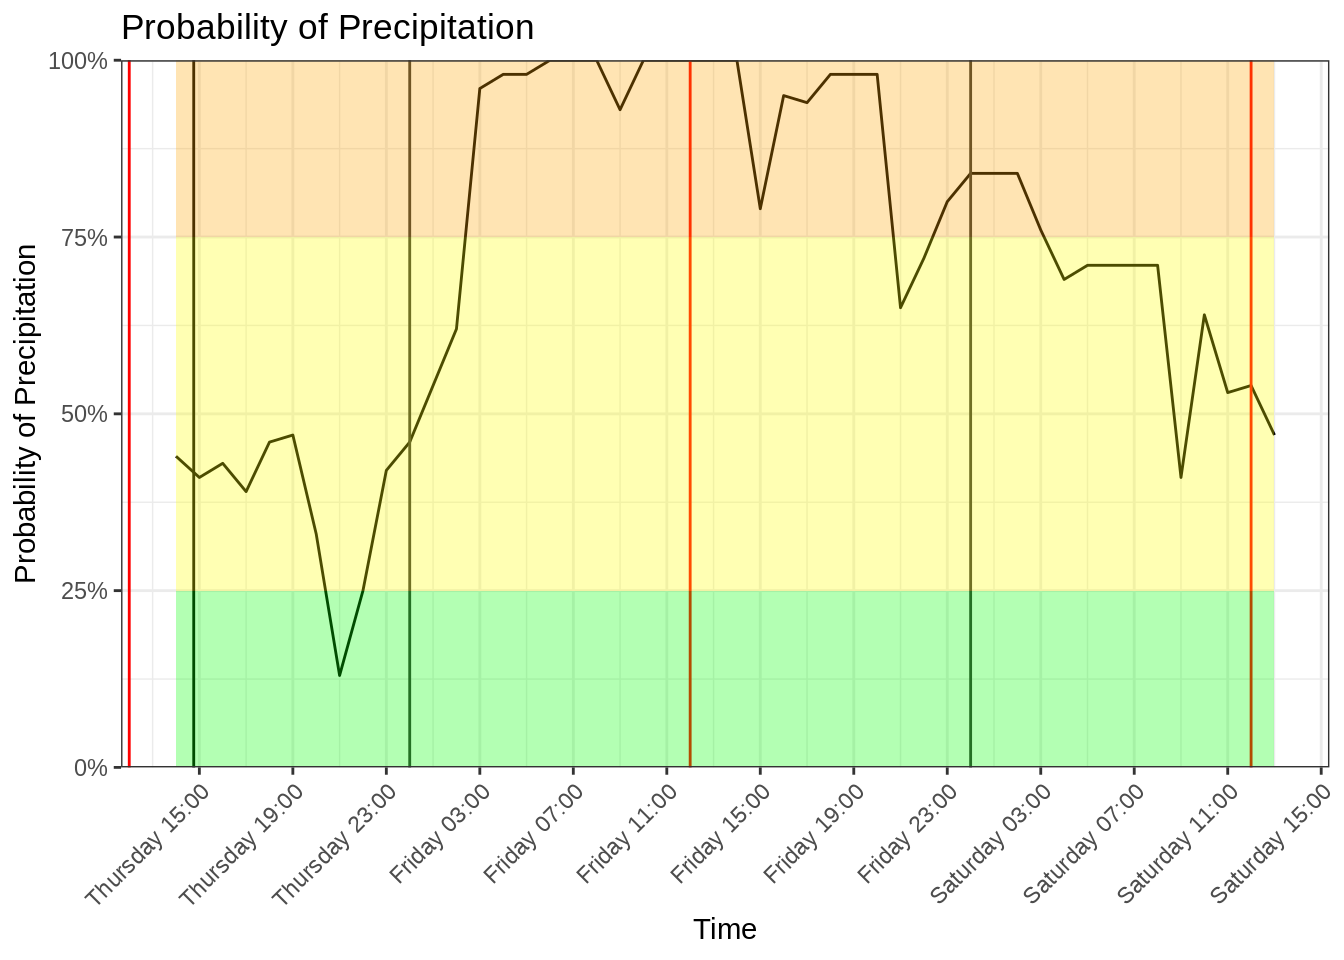 Probability of Precipitation
Probability of Precipitation
100%
75%
50%
25%
0%
Thursday 15:00
Thursday 19:00
Thursday 23:00
Friday 03:00
Friday 07:00
Friday 11:00
Friday 15:00
Friday 19:00
Friday 23:00
Saturday 03:00
Saturday 07:00
Saturday 11:00
Saturday 15:00
Time